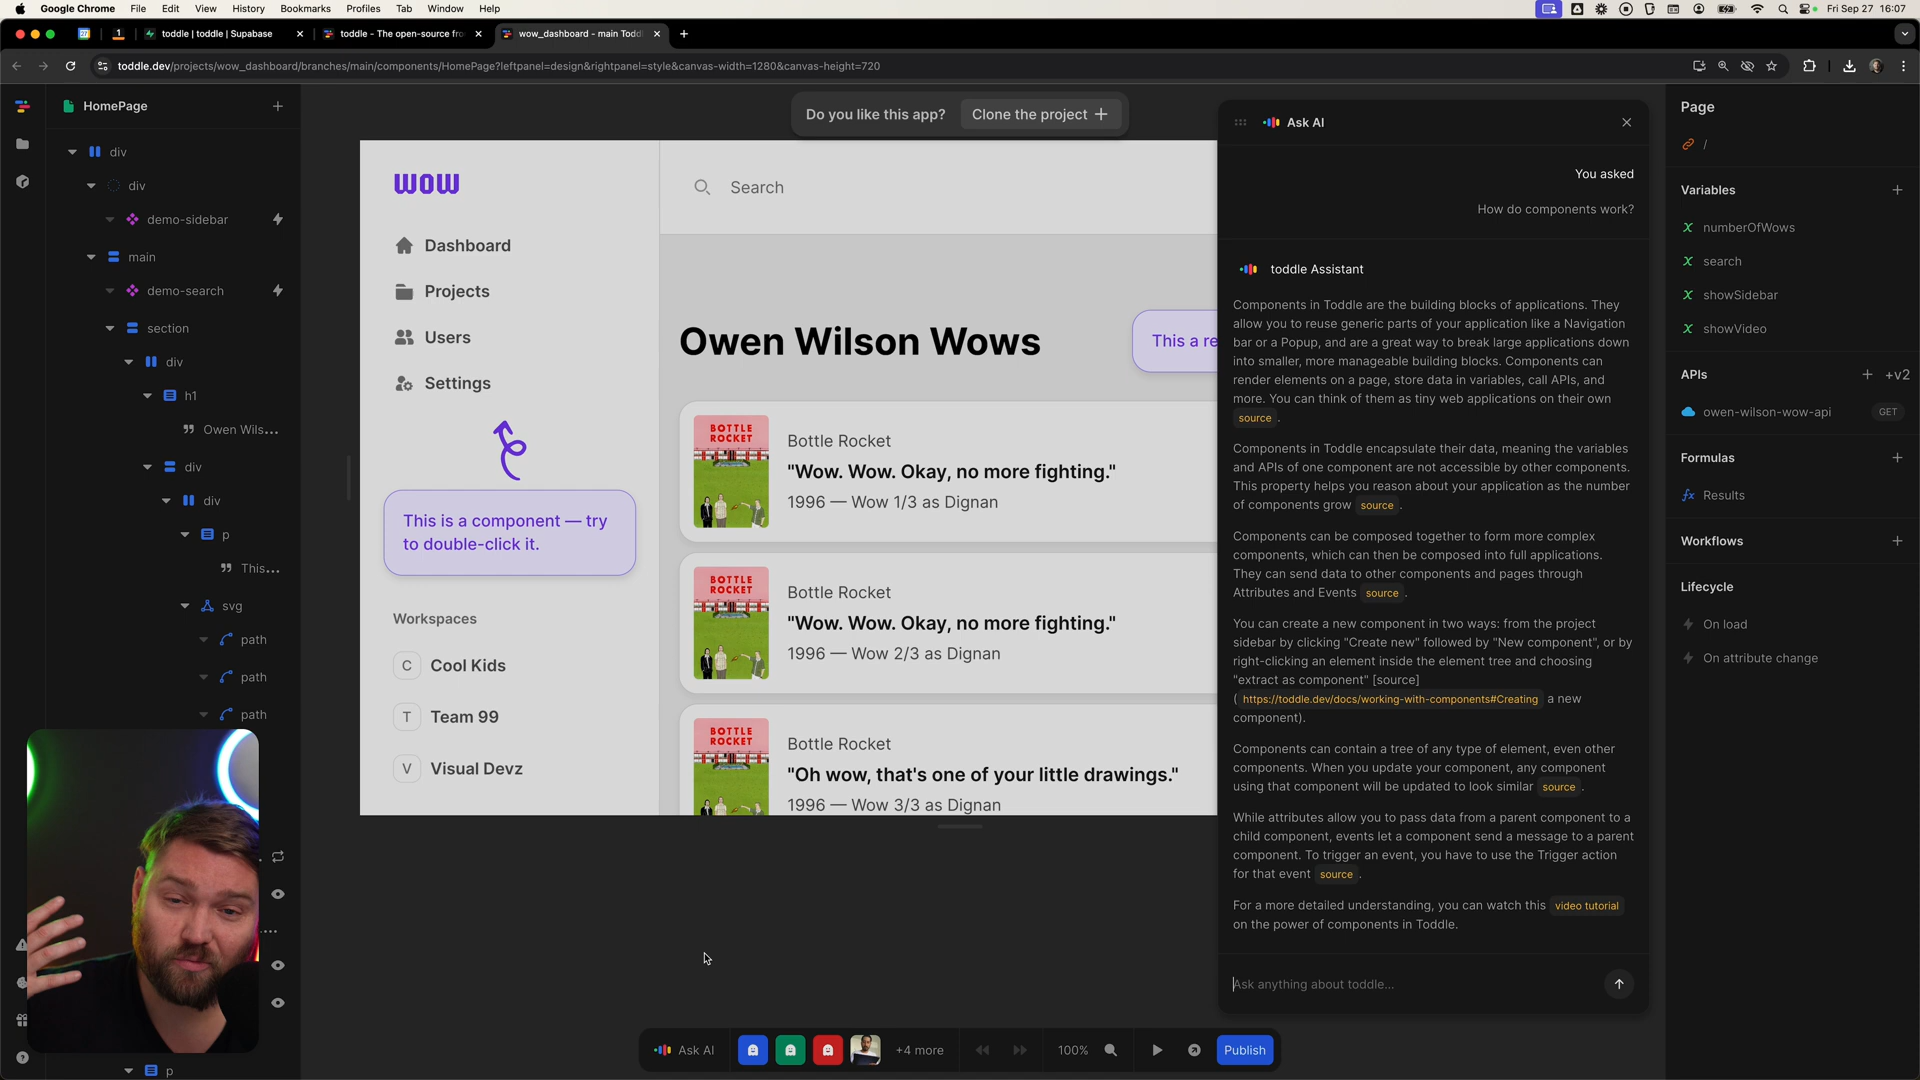 Google Chrome File Edit View History Bookmarks Profiles Tab Window Help
Fri Sep 27 16:07
1
toddle | toddle | Supabase
toddle - The open-source fro
wow_dashboard - main Todd
toddle.dev/projects/wow_dashboard/branches/main/components/HomePage?leftpanel=design&rightpanel=style&canvas-width=1280&canvas-height=720
HomePage
div
div
demo-sidebar
main
demo-search
section
div
h1
Owen Wils...
div
div
p
This...
svg
path
path
path
p
Do you like this app?
Clone the project
WOW
Dashboard
Projects
Users
Settings
This is a component — try
to double-click it.
Workspaces
C Cool Kids
T Team 99
V Visual Devz
Search
Owen Wilson Wows
This a re
BOTTLE
ROCKET
Bottle Rocket
"Wow. Wow. Okay, no more fighting."
1996 — Wow 1/3 as Dignan
BOTTLE
ROCKET
Bottle Rocket
"Wow. Wow. Okay, no more fighting."
1996 — Wow 2/3 as Dignan
BOTTLE
ROCKET
Bottle Rocket
"Oh wow, that's one of your little drawings."
1996 — Wow 3/3 as Dignan
Ask AI
You asked
How do components work?
toddle Assistant
Components in Toddle are the building blocks of applications. They
allow you to reuse generic parts of your application like a Navigation
bar or a Popup, and are a great way to break large applications down
into smaller, more manageable building blocks. Components can
render elements on a page, store data in variables, call APIs, and
more. You can think of them as tiny web applications on their own
source .
Components in Toddle encapsulate their data, meaning the variables
and APIs of one component are not accessible by other components.
This property helps you reason about your application as the number
of components grow source .
Components can be composed together to form more complex
components, which can then be composed into full applications.
They can send data to other components and pages through
Attributes and Events source .
You can create a new component in two ways: from the project
sidebar by clicking "Create new" followed by "New component", or by
right-clicking an element inside the element tree and choosing
"extract as component" [source]
( https://toddle.dev/docs/working-with-components#Creating a new
component).
Components can contain a tree of any type of element, even other
components. When you update your component, any component
using that component will be updated to look similar source .
While attributes allow you to pass data from a parent component to a
child component, events let a component send a message to a parent
component. To trigger an event, you have to use the Trigger action
for that event source .
For a more detailed understanding, you can watch this video tutorial
on the power of components in Toddle.
Ask anything about toddle...
Page
/
Variables
numberOfWows
search
showSidebar
showVideo
APIs + +v2
owen-wilson-wow-api GET
Formulas
fx Results
Workflows
Lifecycle
On load
On attribute change
Ask AI
+4 more
100%
Publish